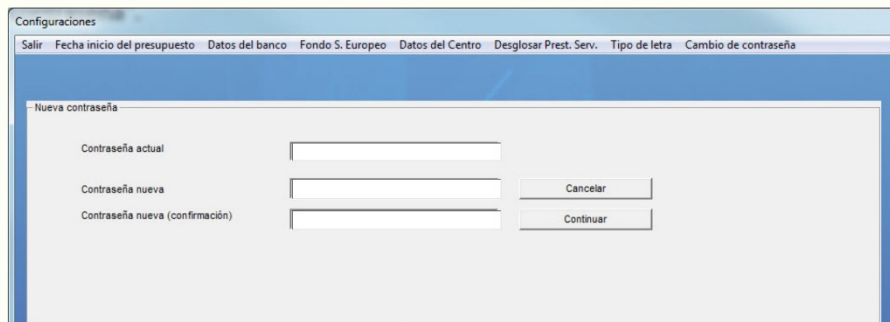 Configuraciones
Salir Fecha inicio del presupuesto Datos del banco Fondo S. Europeo Datos del Centro Desglosar Prest. Serv. Tipo de letra Cambio de contraseña
Nueva contraseña
Contraseña actual
Contraseña nueva
Cancelar
Contraseña nueva (confirmación)
Continuar